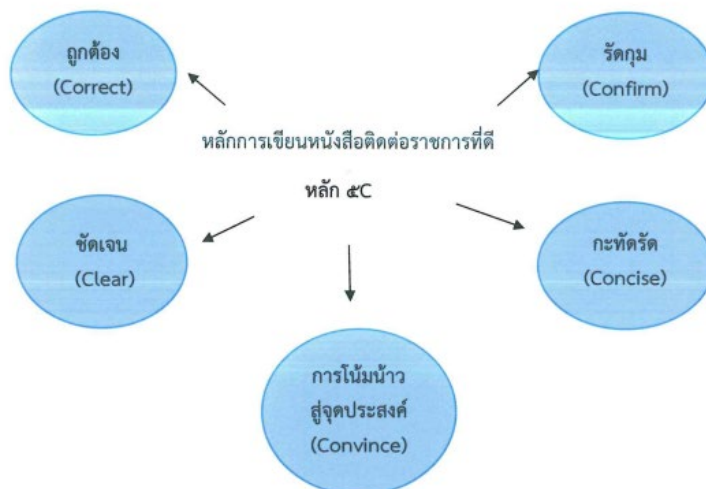 ถูกต้อง
(Correct)
รัดกุม
(Confirm)
หลักการเขียนหนังสือติดต่อราชการที่ดี
หลัก ๕C
ชัดเจน
(Clear)
กะทัดรัด
(Concise)
การโน้มน้าว
สู่จุดประสงค์
(Convince)